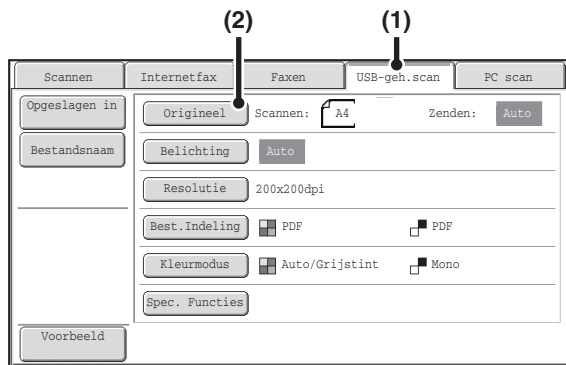 (2) (1)
Scannen Internetfax Faxen USB-geh.scan PC scan
Opgeslagen in
Bestandsnaam
Voorbeeld
Origineel Scannen: A4 Zenden: Auto
Belichting Auto
Resolutie 200x200dpi
Best.Indeling PDF PDF
Kleurmodus Auto/Grijstint Mono
Spec. Functies